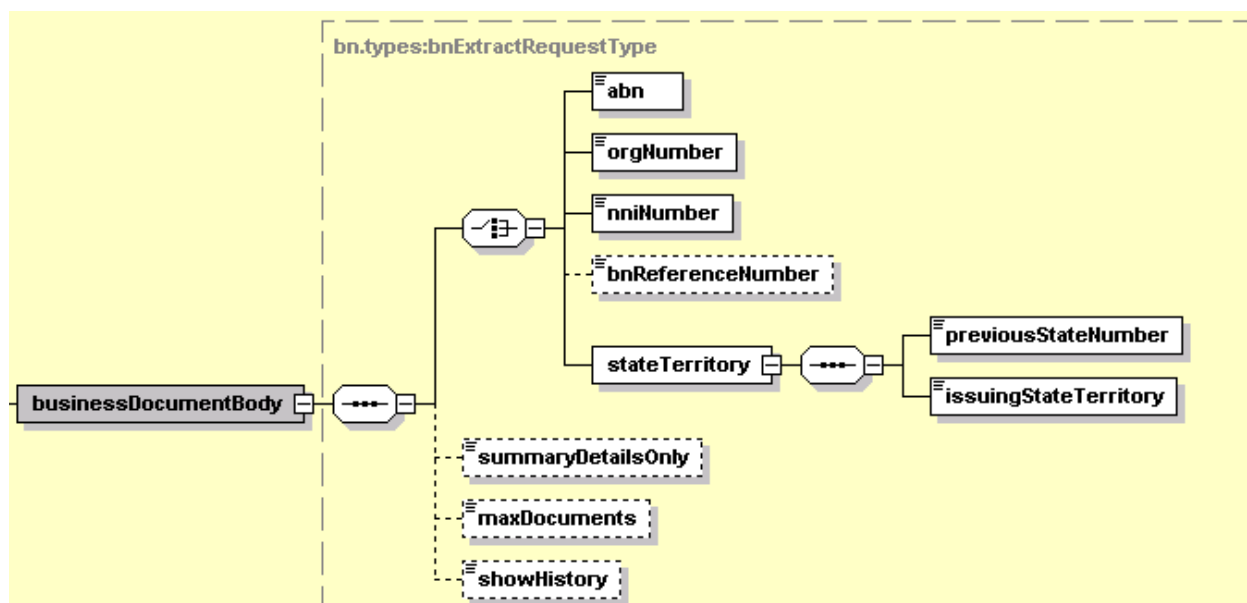 bn.types:bnExtractRequestType
abn
orgNumber
nniNumber
bnReferenceNumber
stateTerritory
previousStateNumber
issuingStateTerritory
businessDocumentBody
summaryDetailsOnly
maxDocuments
showHistory